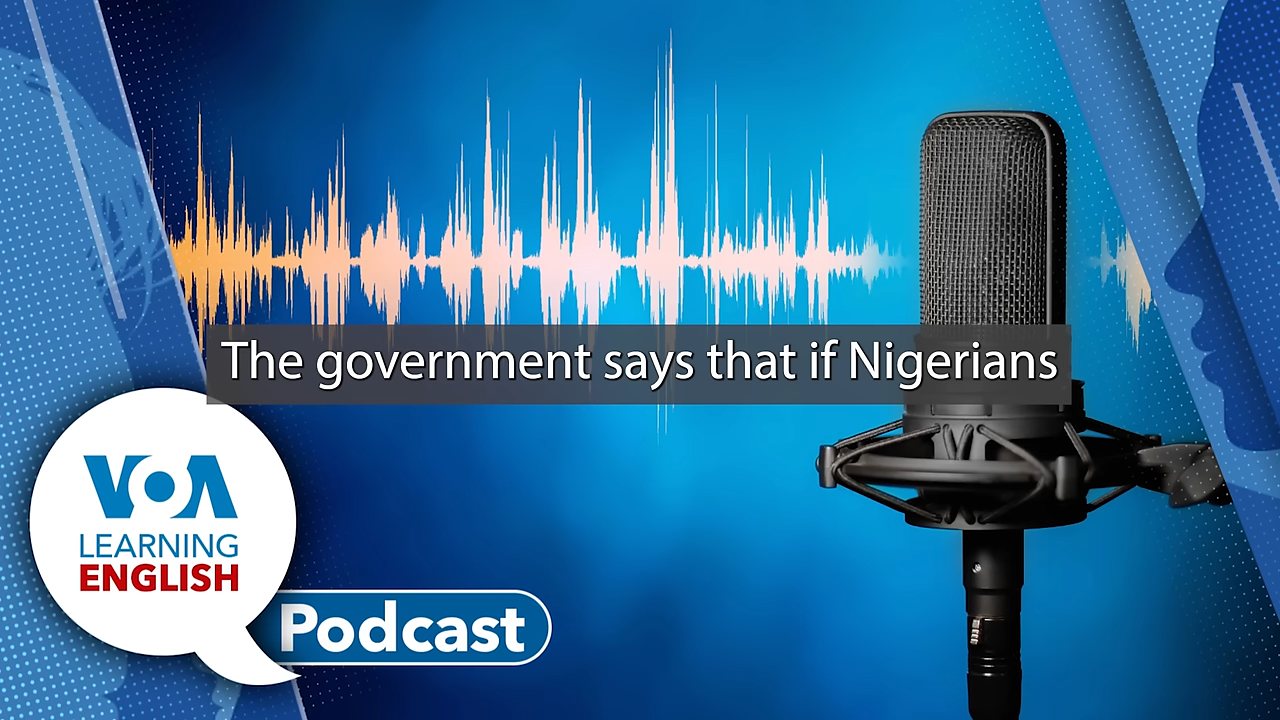 The government says that if Nigerians
VOA
LEARNING
ENGLISH
Podcast